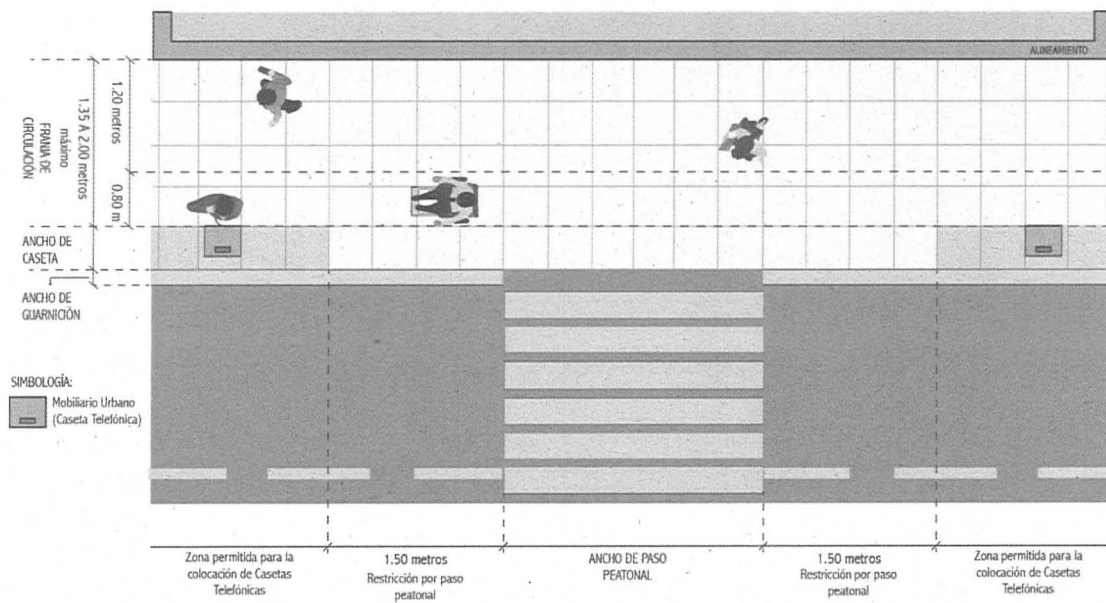 ALINEAMIENTO
1.20 metros
0.80 m
1.35 A 2.00 metros
máximo
FRANJA DE
CIRCULACIÓN
ANCHO DE
CASETA
ANCHO DE
GUARNICIÓN
SIMBOLOGÍA:
Mobiliario Urbano
(Caseta Telefónica)
Zona permitida para la
colocación de Casetas
Telefónicas
1.50 metros
Restricción por paso
peatonal
ANCHO DE PASO
PEATONAL
1.50 metros
Restricción por paso
peatonal
Zona permitida para la
colocación de Casetas
Telefónicas